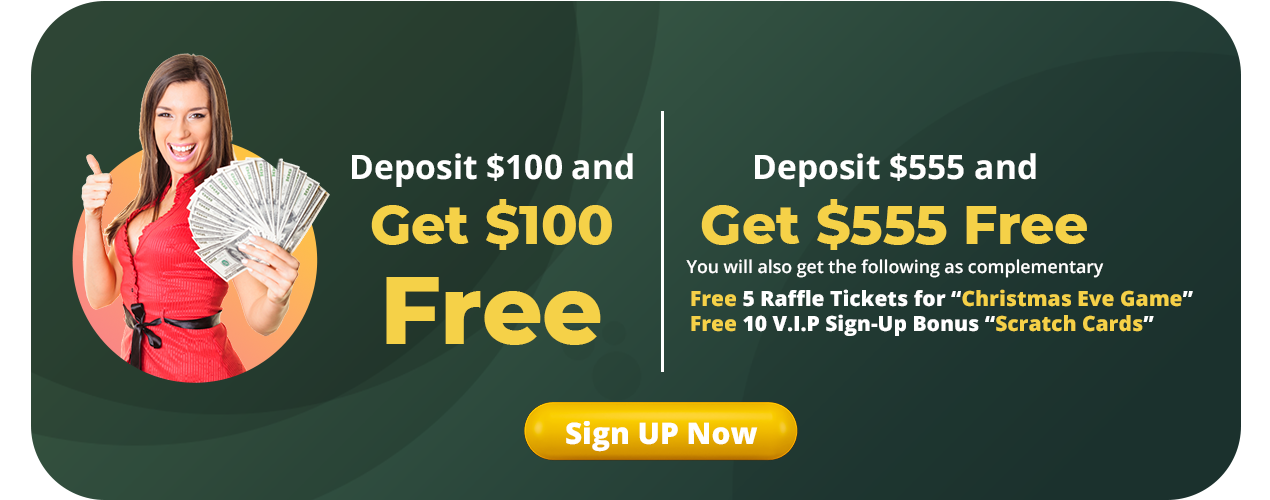 Deposit $100 and
Get $100
Free
Deposit $555 and
Get $555 Free
You will also get the following as complementary
Free 5 Raffle Tickets for “Christmas Eve Game”
Free 10 V.I.P Sign-Up Bonus “Scratch Cards”
Sign UP Now